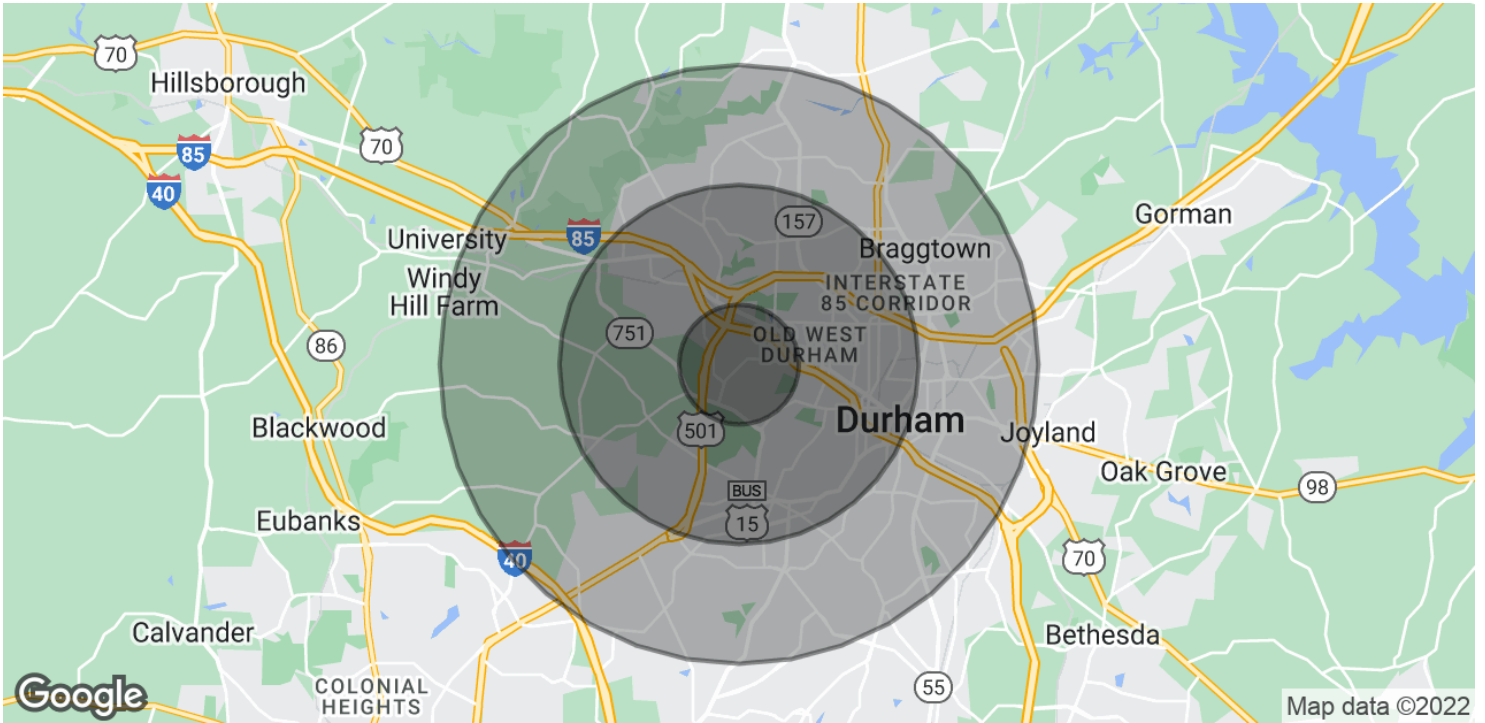 70
Hillsborough
70
85
40
157
Gorman
University
85
Braggtown
Windy
Hill Farm
INTERSTATE
85 CORRIDOR
751
OLD WEST
DURHAM
86
Blackwood
501
Durham
Joyland
Oak Grove
98
BUS
15
Eubanks
40
70
Calvander
Bethesda
COLONIAL
HEIGHTS
55
Google
Map data ©2022